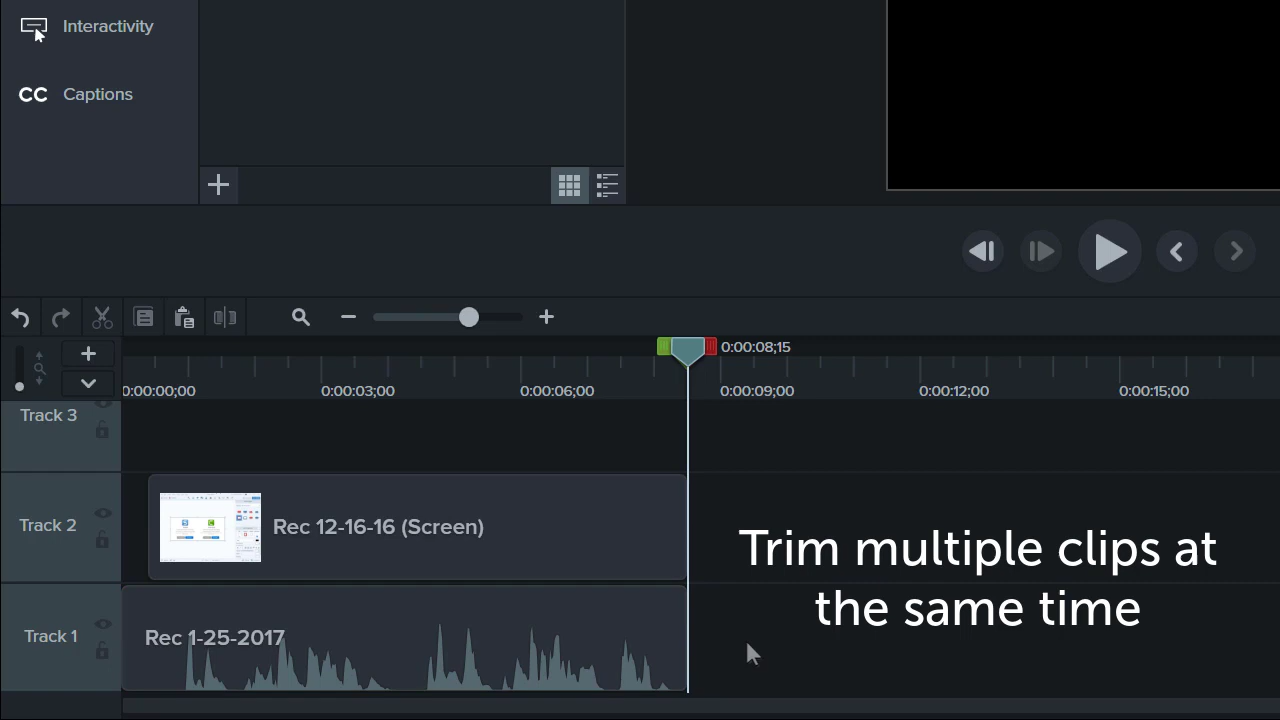 Interactivity
CC Captions
0:00:08;15
0:00:00;00 0:00:03;00 0:00:06;00 0:00:09;00 0:00:12;00 0:00:15;00
Track 3
Track 2
Rec 12-16-16 (Screen)
Trim multiple clips at
the same time
Track 1
Rec 1-25-2017